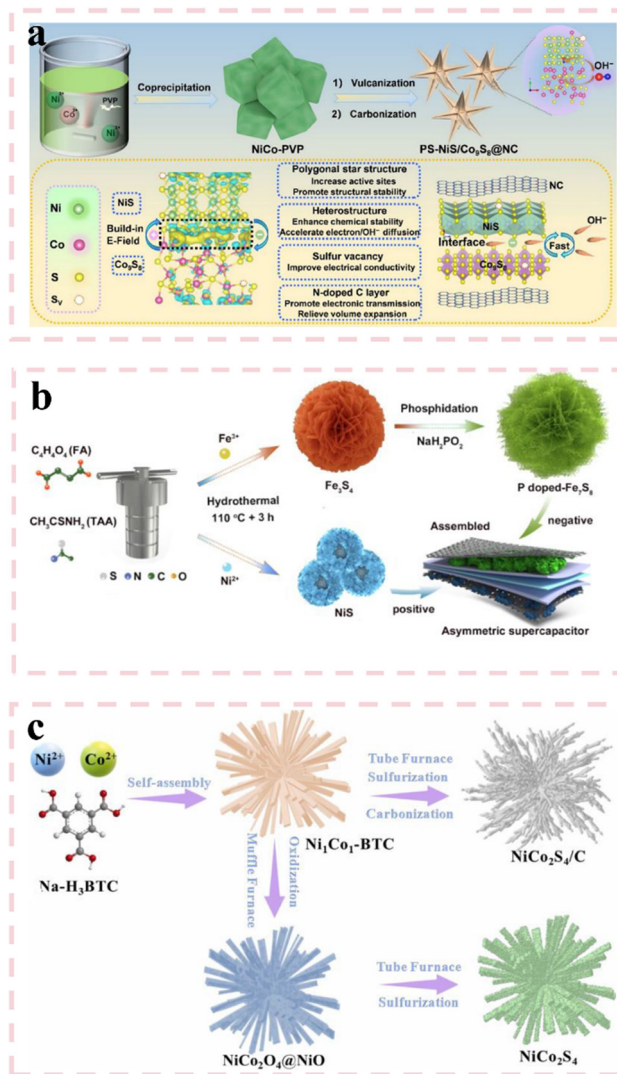 a
Ni
PVP
Co
Ni
Coprecipitation
NiCo-PVP
1) Vulcanization
2) Carbonization
PS-NiS/Co9S8@NC
OH⁻
Ni
Co
S
Sᵥ
NiS
Build-in
E-Field
Co9S8
Polygonal star structure
Increase active sites
Promote structural stability
Heterostructure
Enhance chemical stability
Accelerate electron/OH⁻ diffusion
Sulfur vacancy
Improve electrical conductivity
N-doped C layer
Promote electronic transmission
Relieve volume expansion
NC
NiS
Interface
Co9S8
OH⁻
Fast
b
C4H4O4 (FA)
CH3CSNH2 (TAA)
S N C O
Fe³⁺
Hydrothermal
110 °C + 3 h
Ni²⁺
Fe3S4
NiS
Phosphidation
NaH2PO2
P doped-Fe7S8
negative
positive
Assembled
Asymmetric supercapacitor
c
Ni²⁺
Co²⁺
Na-H3BTC
Self-assembly
Ni1Co1-BTC
Tube Furnace
Sulfurization
Carbonization
NiCo2S4/C
Muffle Furnace
Oxidization
NiCo2O4@NiO
Tube Furnace
Sulfurization
NiCo2S4